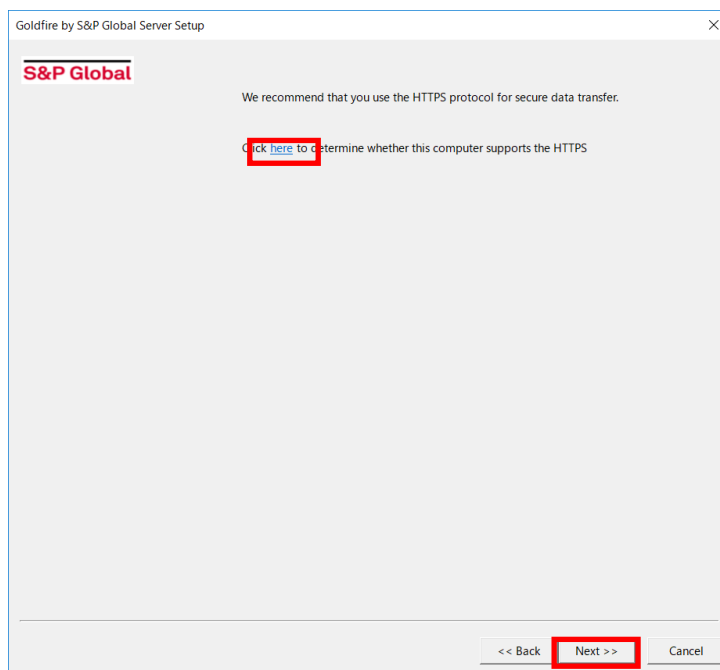 Goldfire by S&P Global Server Setup
S&P Global
We recommend that you use the HTTPS protocol for secure data transfer.
Click here to determine whether this computer supports the HTTPS
<< Back Next >> Cancel